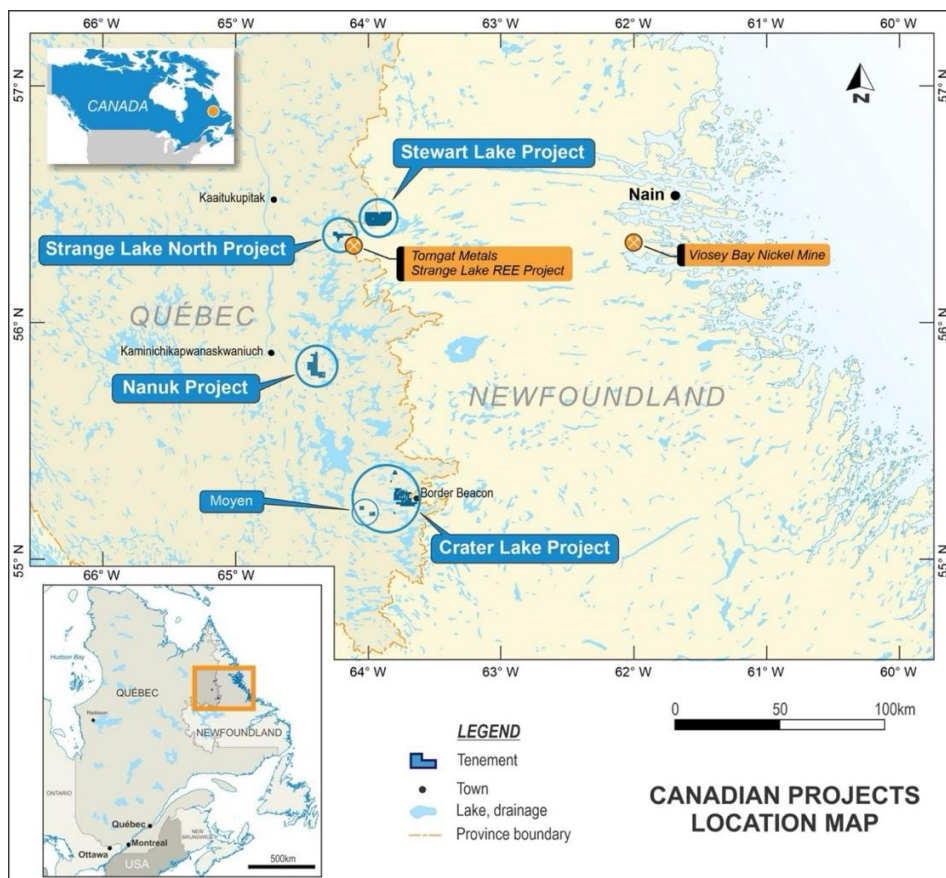 66°W
65°W
64°W
63°W
62°W
61°W
60°W
57°N
57°N
CANADA
N
Stewart Lake Project
Kaaitukupitak
Nain
Strange Lake North Project
Torngat Metals
Strange Lake REE Project
Viosey Bay Nickel Mine
QUÉBEC
56°N
56°N
Kaminichikapwanaskwaniuch
Nanuk Project
NEWFOUNDLAND
Moyen
Border Beacon
Crater Lake Project
55°N
55°N
66°W
65°W
64°W
63°W
62°W
61°W
60°W
Hudson Bay
QUÉBEC
Radisson
NEWFOUNDLAND
ONTARIO
Québec
NEW
BRUNSWICK
Ottawa
Montreal
USA
500km
0
50
100km
LEGEND
Tenement
Town
Lake, drainage
Province boundary
CANADIAN PROJECTS
LOCATION MAP